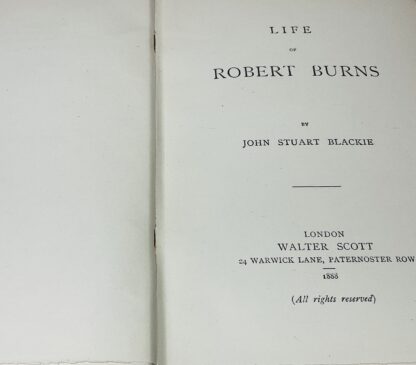 LIFE
OF
ROBERT BURNS
BY
JOHN STUART BLACKIE
LONDON
WALTER SCOTT
24 WARWICK LANE, PATERNOSTER ROW
1888
(All rights reserved)